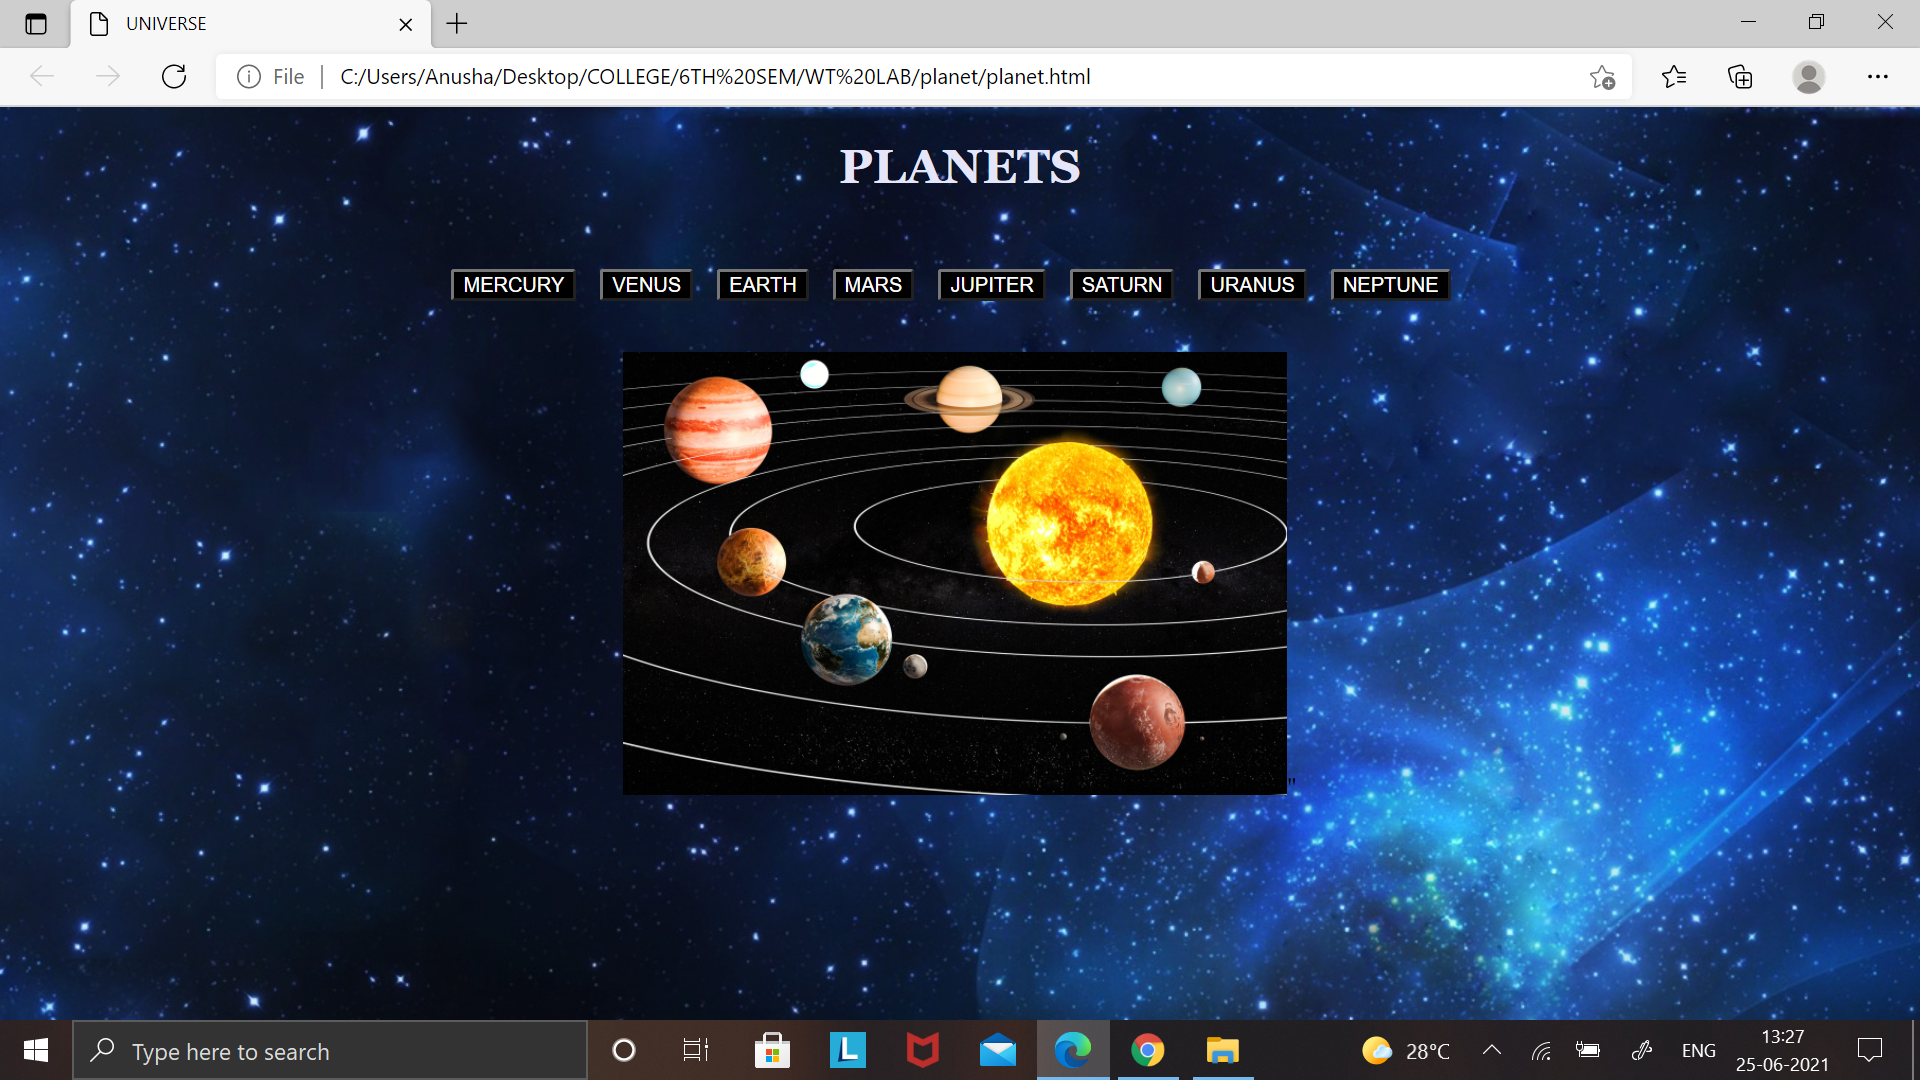 UNIVERSE
File C:/Users/Anusha/Desktop/COLLEGE/6TH%20SEM/WT%20LAB/planet/planet.html
PLANETS
MERCURY VENUS EARTH MARS JUPITER SATURN URANUS NEPTUNE
"
Type here to search
L
28°C
ENG
13:27
25-06-2021